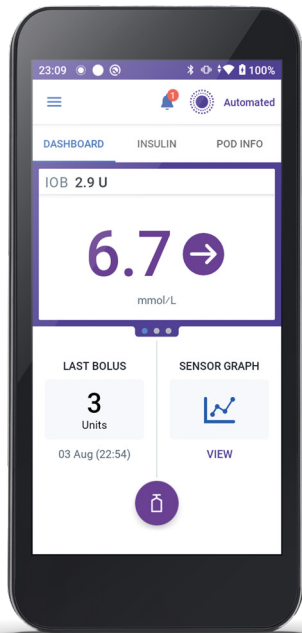 23:09 100%
1
Automated
DASHBOARD INSULIN POD INFO
IOB 2.9 U
6.7
mmol/L
LAST BOLUS SENSOR GRAPH
3
Units
03 Aug (22:54) VIEW